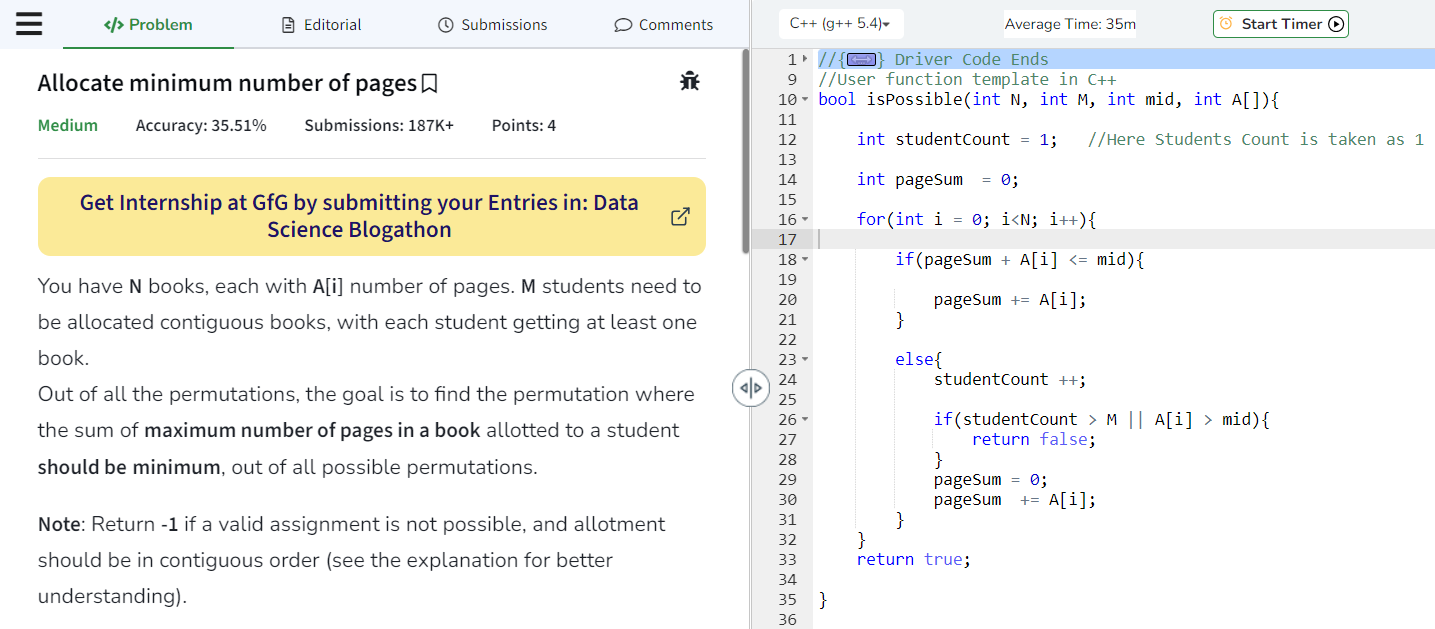 Problem
Editorial
Submissions
Comments
Allocate minimum number of pages
Medium
Accuracy: 35.51%
Submissions: 187K+
Points: 4
Get Internship at GfG by submitting your Entries in: Data
Science Blogathon
You have N books, each with A[i] number of pages. M students need to
be allocated contiguous books, with each student getting at least one
book.
Out of all the permutations, the goal is to find the permutation where
the sum of maximum number of pages in a book allotted to a student
should be minimum, out of all possible permutations.
Note: Return -1 if a valid assignment is not possible, and allotment
should be in contiguous order (see the explanation for better
understanding).
C++ (g++ 5.4)
Average Time: 35m
Start Timer
1 //{ } Driver Code Ends
9 //User function template in C++
10 bool isPossible(int N, int M, int mid, int A[]){
11
12 int studentCount = 1; //Here Students Count is taken as 1
13
14 int pageSum = 0;
15
16 for(int i = 0; i<N; i++){
17
18 if(pageSum + A[i] <= mid){
19
20 pageSum += A[i];
21 }
22
23 else{
24 studentCount ++;
25
26 if(studentCount > M || A[i] > mid){
27 return false;
28 }
29 pageSum = 0;
30 pageSum += A[i];
31 }
32 }
33 return true;
34
35 }
36